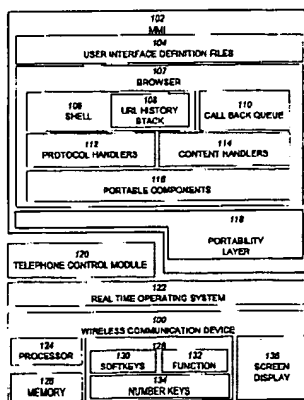 102
MMI
104
USER INTERFACE DEFINITION FILES
107
BROWSER
106
SHELL
108
URL HISTORY
STACK
110
CALL BACK QUEUE
112
PROTOCOL HANDLERS
114
CONTENT HANDLERS
116
PORTABLE COMPONENTS
118
PORTABILITY
LAYER
120
TELEPHONE CONTROL MODULE
122
REAL TIME OPERATING SYSTEM
100
WIRELESS COMMUNICATION DEVICE
124
PROCESSOR
126
MEMORY
128
130
SOFTKEYS
132
FUNCTION
134
NUMBER KEYS
136
SCREEN
DISPLAY